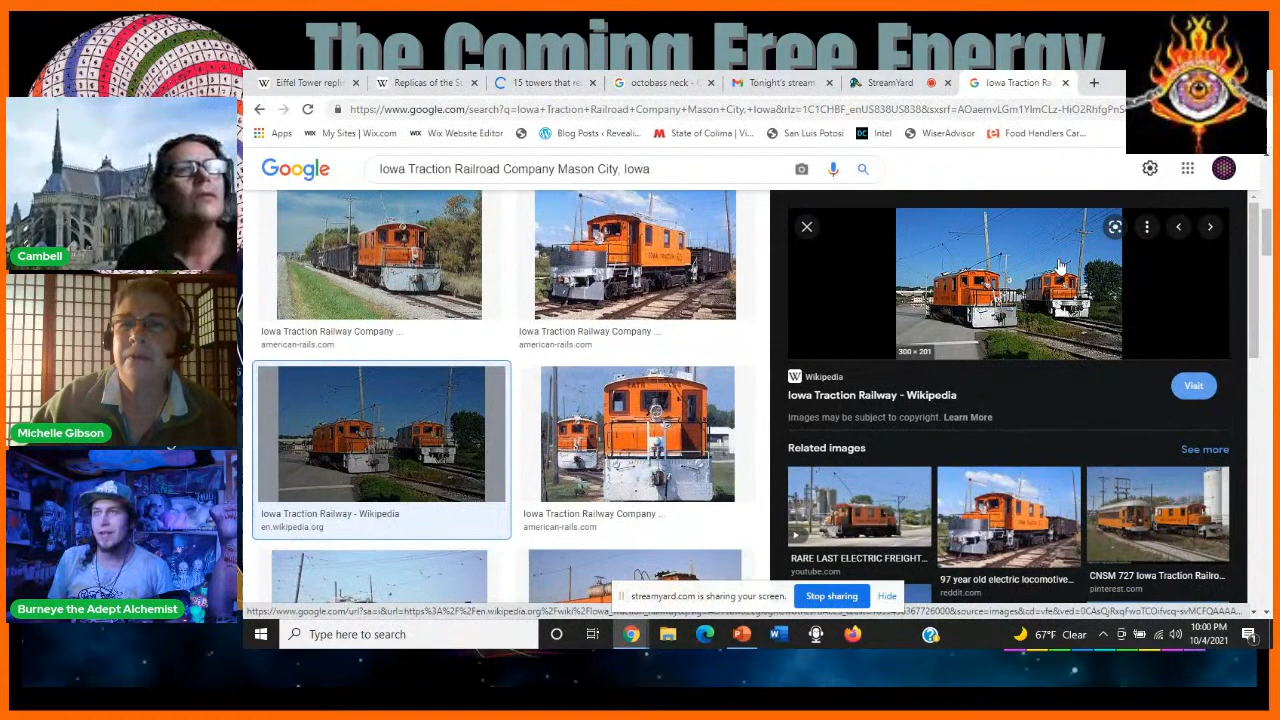 The Coming Free Energy
Eiffel Tower repli
Replicas of the St
15 towers that re
octobass neck - G
Tonight's stream
StreamYard
Iowa Traction Ra
https://www.google.com/search?q=Iowa+Traction+Railroad+Company+Mason+City,+Iowa&rlz=1C1CHBF_enUS838US838&sxsrf=
Apps
My Sites | Wix.com
Wix Website Editor
Blog Posts ‹ Reveali...
State of Colima | Vi...
San Luis Potosi
Intel
WiserAdvisor
Food Handlers Car...
Google
Iowa Traction Railroad Company Mason City, Iowa
Cambell
Michelle Gibson
Burneye the Adept Alchemist
Iowa Traction Railway Company ...
american-rails.com
Iowa Traction Railway Company ...
american-rails.com
Iowa Traction Railway - Wikipedia
en.wikipedia.org
Iowa Traction Railway Company ...
american-rails.com
300 × 201
Wikipedia
Iowa Traction Railway - Wikipedia
Visit
Images may be subject to copyright. Learn More
Related images
See more
RARE LAST ELECTRIC FREIGHT...
youtube.com
97 year old electric locomotive...
reddit.com
CNSM 727 Iowa Traction Railro...
pinterest.com
streamyard.com is sharing your screen.
Stop sharing
Hide
Type here to search
67°F Clear
10:00 PM
10/4/2021